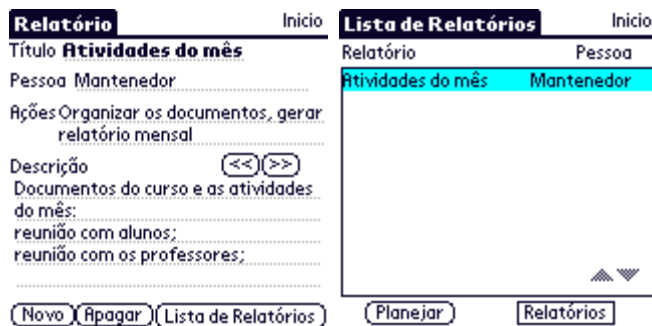 Relatório Inicio
Título Atividades do mês
Pessoa Mantenedor
Ações Organizar os documentos, gerar
relatório mensal
Descrição << >>
Documentos do curso e as atividades
do mês:
reunião com alunos;
reunião com os professores;
Novo Apagar Lista de Relatórios
Lista de Relatórios Inicio
Relatório Pessoa
Atividades do mês Mantenedor
Planejar Relatórios